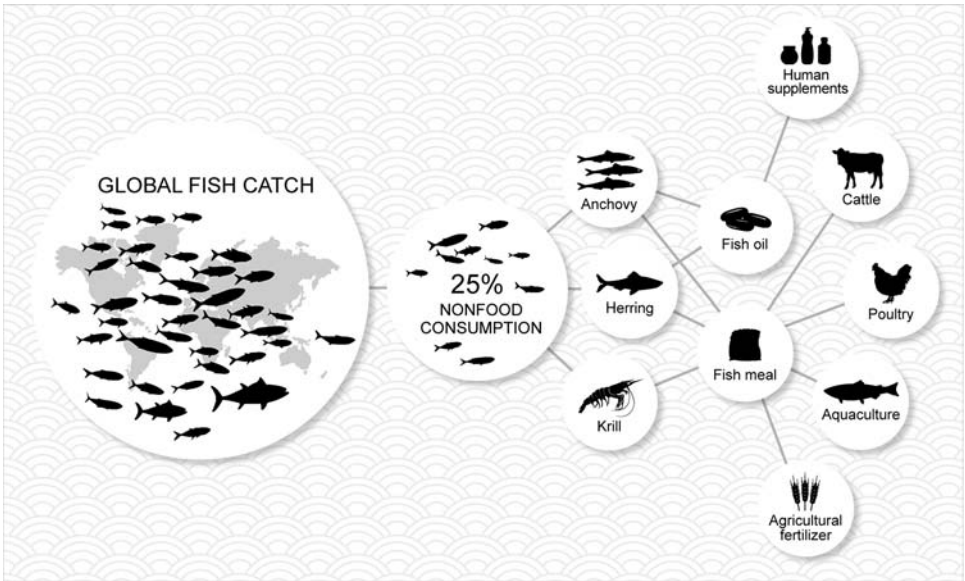 GLOBAL FISH CATCH
25%
NONFOOD
CONSUMPTION
Anchovy
Herring
Krill
Fish oil
Fish meal
Human
supplements
Cattle
Poultry
Aquaculture
Agricultural
fertilizer